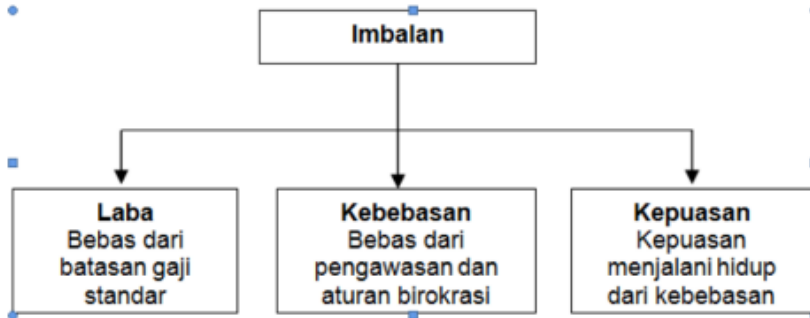 Imbalan
Laba
Bebas dari
batasan gaji
standar
Kebebasan
Bebas dari
pengawasan dan
aturan birokrasi
Kepuasan
Kepuasan
menjalani hidup
dari kebebasan